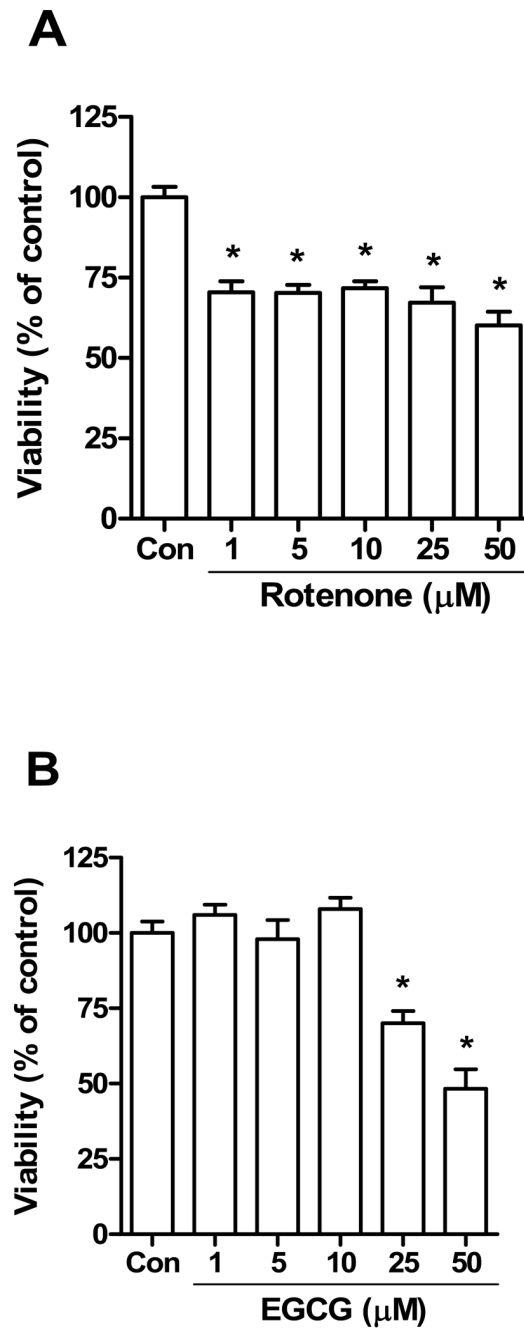 A
Viability (% of control)
125
100
75
50
25
0
* * * * *
Con 1 5 10 25 50
Rotenone (μM)
B
Viability (% of control)
125
100
75
50
25
0
* *
Con 1 5 10 25 50
EGCG (μM)